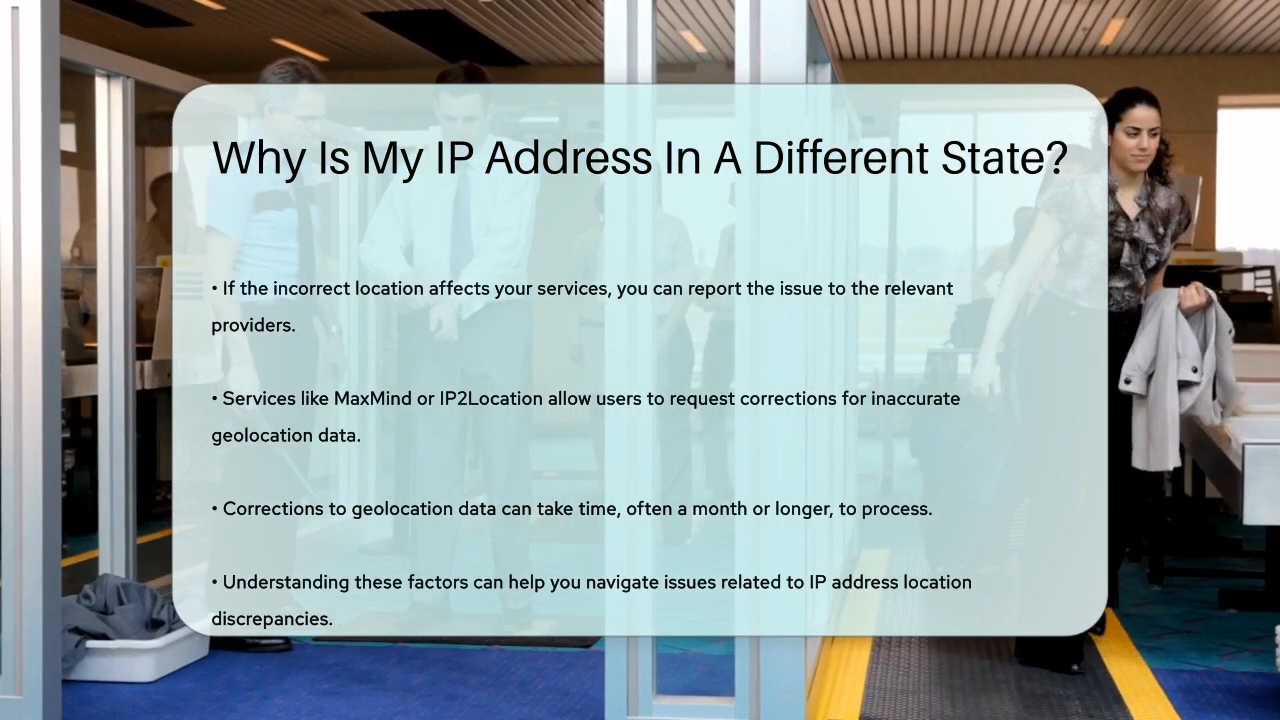 Why Is My IP Address In A Different State?
• If the incorrect location affects your services, you can report the issue to the relevant
providers.
• Services like MaxMind or IP2Location allow users to request corrections for inaccurate
geolocation data.
• Corrections to geolocation data can take time, often a month or longer, to process.
• Understanding these factors can help you navigate issues related to IP address location
discrepancies.